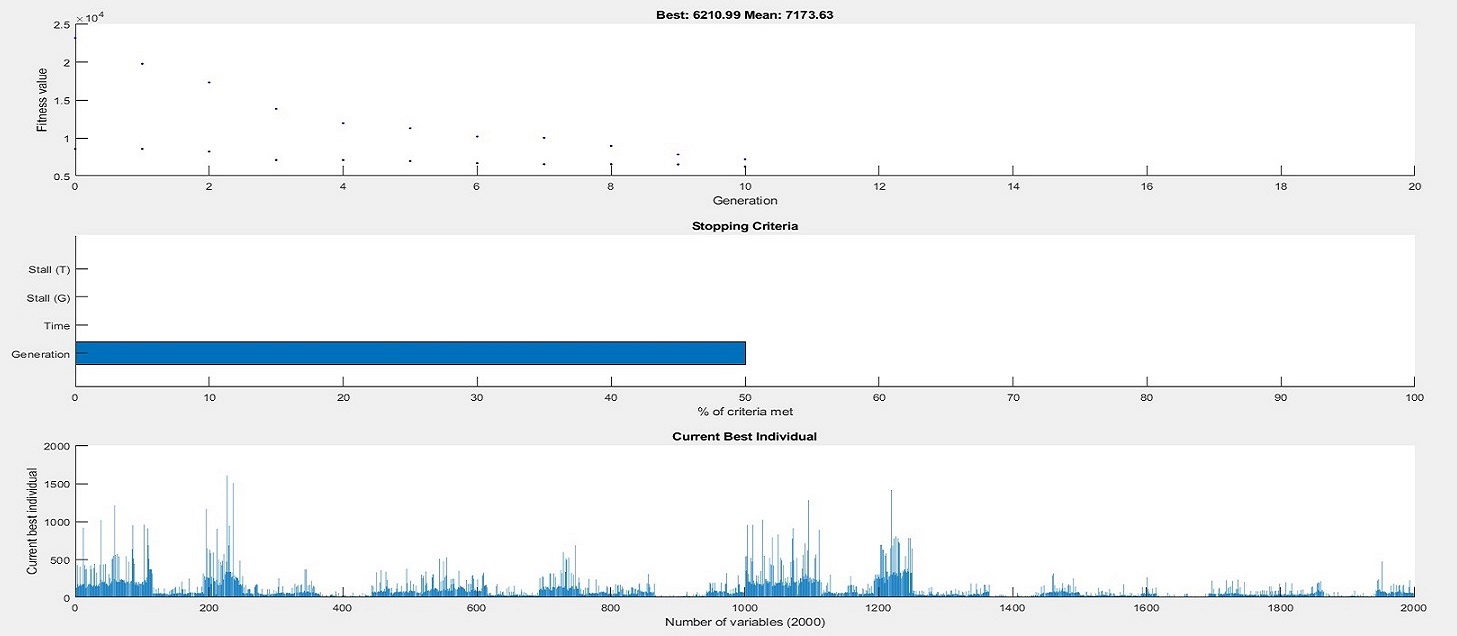 Best: 6210.99 Mean: 7173.63
×10⁴
2.5
2
1.5
1
0.5
Fitness value
0 2 4 6 8 10 12 14 16 18 20
Generation
Stopping Criteria
Stall (T)
Stall (G)
Time
Generation
0 10 20 30 40 50 60 70 80 90 100
% of criteria met
Current Best Individual
2000
1500
1000
500
0
Current best individual
0 200 400 600 800 1000 1200 1400 1600 1800 2000
Number of variables (2000)